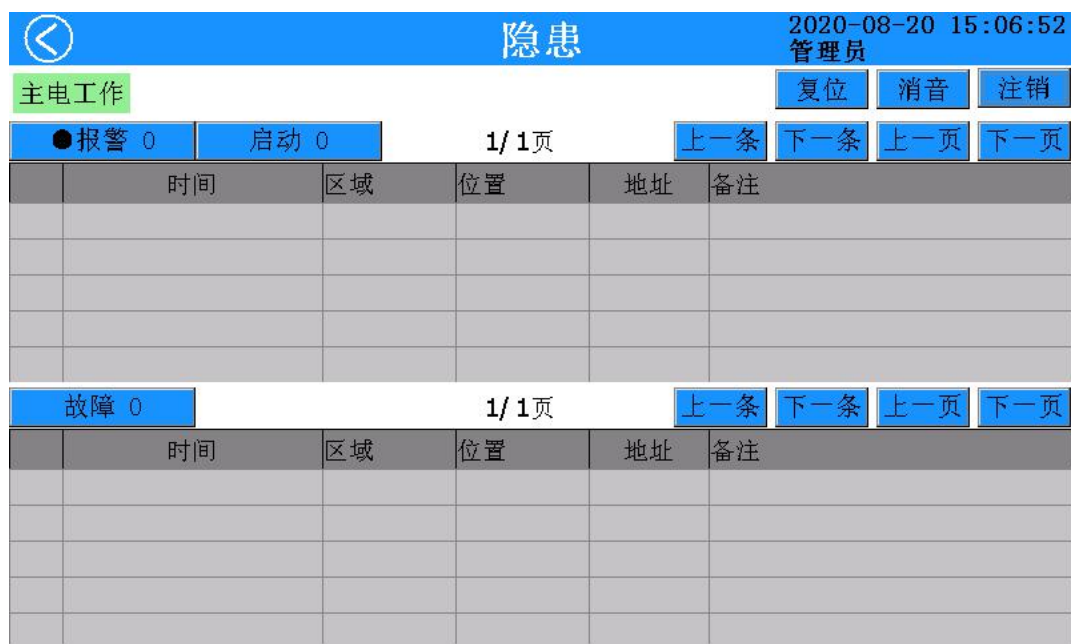 隐患
2020-08-20 15:06:52
管理员
主电工作 复位 消音 注销
●报警 0 启动 0 1/ 1页 上一条 下一条 上一页 下一页
时间 区域 位置 地址 备注
故障 0 1/ 1页 上一条 下一条 上一页 下一页
时间 区域 位置 地址 备注